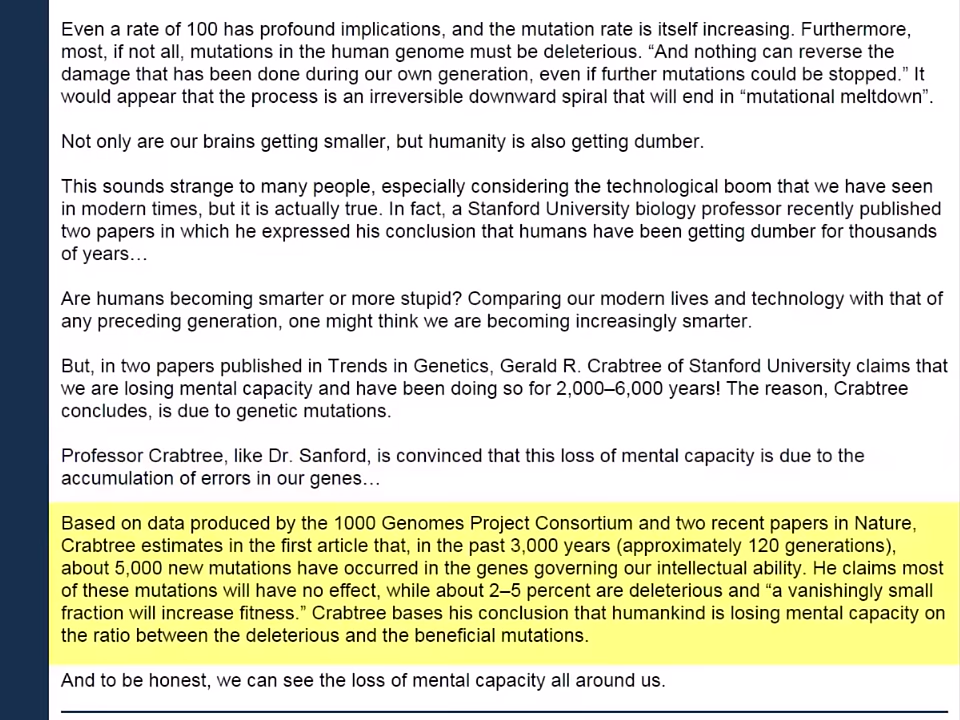 Even a rate of 100 has profound implications, and the mutation rate is itself increasing. Furthermore,
most, if not all, mutations in the human genome must be deleterious. “And nothing can reverse the
damage that has been done during our own generation, even if further mutations could be stopped.” It
would appear that the process is an irreversible downward spiral that will end in “mutational meltdown”.
Not only are our brains getting smaller, but humanity is also getting dumber.
This sounds strange to many people, especially considering the technological boom that we have seen
in modern times, but it is actually true. In fact, a Stanford University biology professor recently published
two papers in which he expressed his conclusion that humans have been getting dumber for thousands
of years…
Are humans becoming smarter or more stupid? Comparing our modern lives and technology with that of
any preceding generation, one might think we are becoming increasingly smarter.
But, in two papers published in Trends in Genetics, Gerald R. Crabtree of Stanford University claims that
we are losing mental capacity and have been doing so for 2,000–6,000 years! The reason, Crabtree
concludes, is due to genetic mutations.
Professor Crabtree, like Dr. Sanford, is convinced that this loss of mental capacity is due to the
accumulation of errors in our genes…
Based on data produced by the 1000 Genomes Project Consortium and two recent papers in Nature,
Crabtree estimates in the first article that, in the past 3,000 years (approximately 120 generations),
about 5,000 new mutations have occurred in the genes governing our intellectual ability. He claims most
of these mutations will have no effect, while about 2–5 percent are deleterious and “a vanishingly small
fraction will increase fitness.” Crabtree bases his conclusion that humankind is losing mental capacity on
the ratio between the deleterious and the beneficial mutations.
And to be honest, we can see the loss of mental capacity all around us.